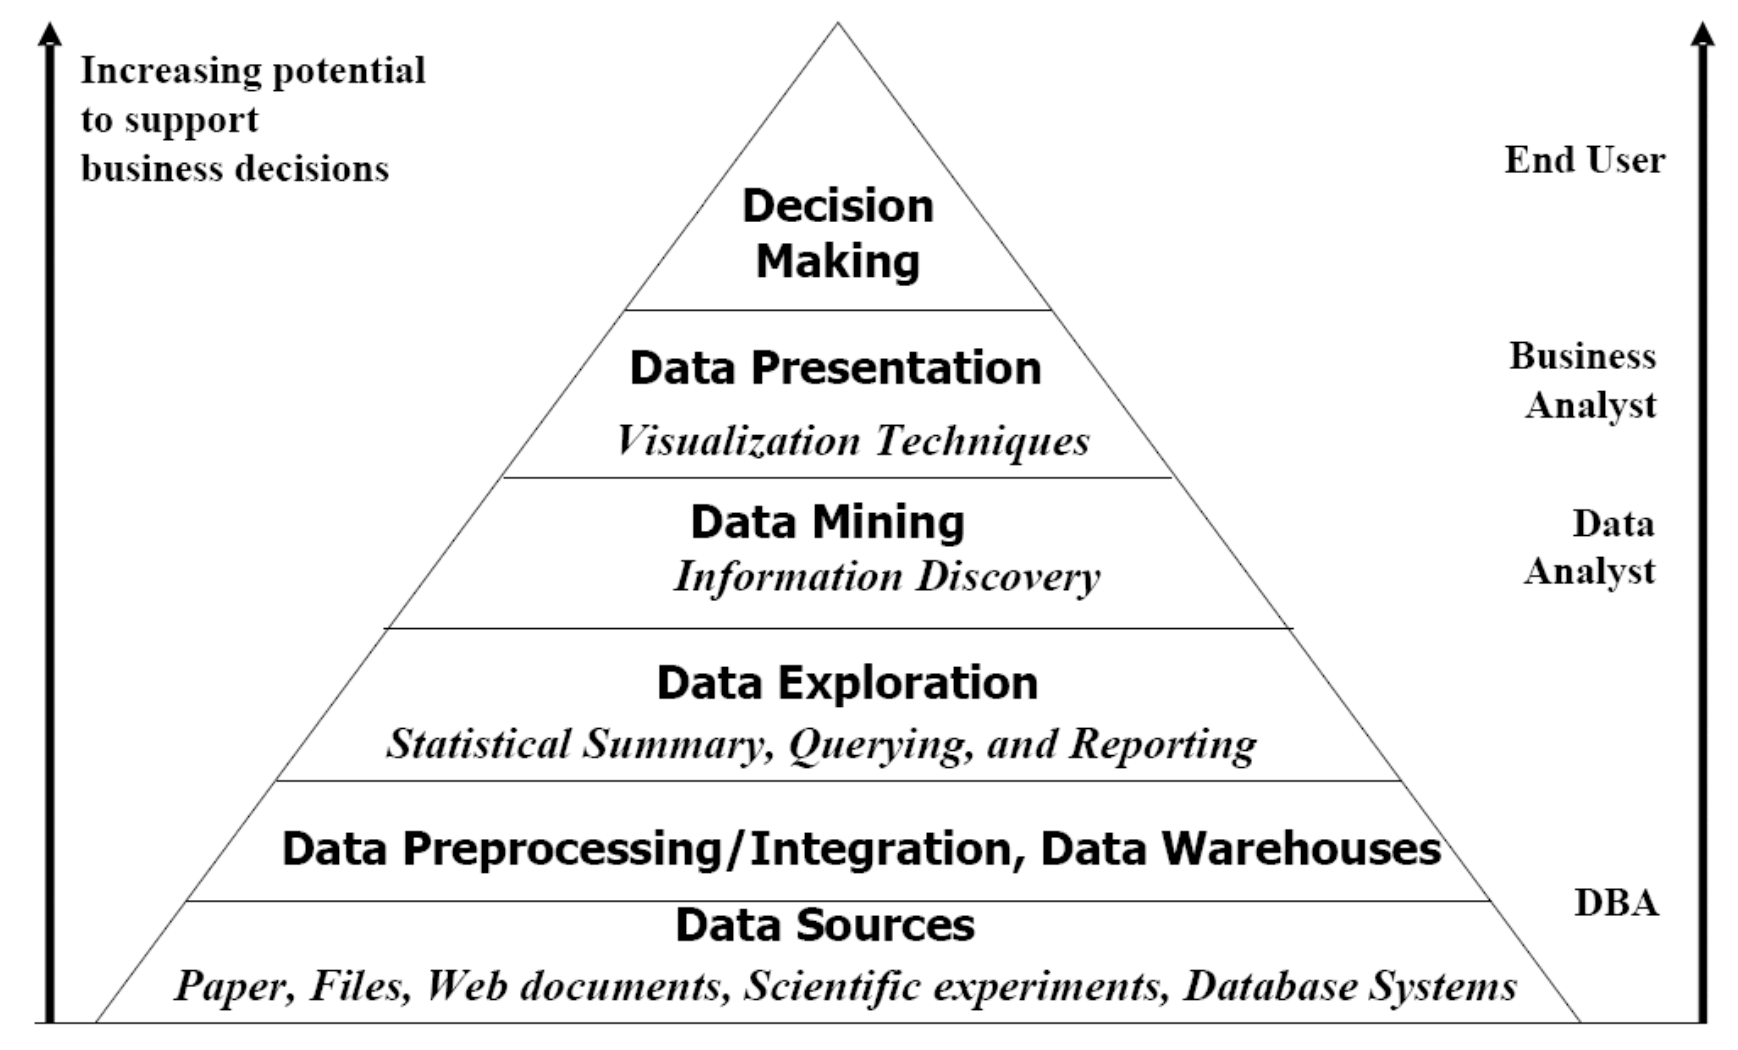 Increasing potential
to support
business decisions
End User
Decision
Making
Data Presentation
Visualization Techniques
Business
Analyst
Data Mining
Information Discovery
Data
Analyst
Data Exploration
Statistical Summary, Querying, and Reporting
Data Preprocessing/Integration, Data Warehouses
DBA
Data Sources
Paper, Files, Web documents, Scientific experiments, Database Systems